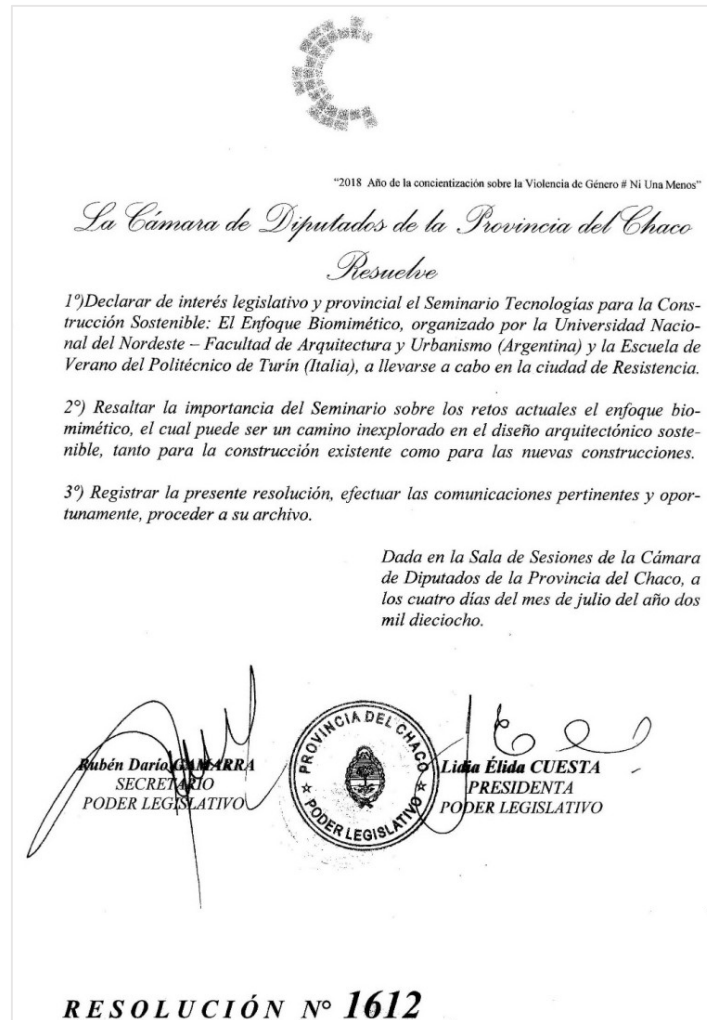 "2018 Año de la concientización sobre la Violencia de Género # Ni Una Menos"
La Cámara de Diputados de la Provincia del Chaco
Resuelve
1º)Declarar de interés legislativo y provincial el Seminario Tecnologías para la Cons-
trucción Sostenible: El Enfoque Biomimético, organizado por la Universidad Nacio-
nal del Nordeste – Facultad de Arquitectura y Urbanismo (Argentina) y la Escuela de
Verano del Politécnico de Turín (Italia), a llevarse a cabo en la ciudad de Resistencia.
2º) Resaltar la importancia del Seminario sobre los retos actuales el enfoque bio-
mimético, el cual puede ser un camino inexplorado en el diseño arquitectónico soste-
nible, tanto para la construcción existente como para las nuevas construcciones.
3º) Registrar la presente resolución, efectuar las comunicaciones pertinentes y opor-
tunamente, proceder a su archivo.
Dada en la Sala de Sesiones de la Cámara
de Diputados de la Provincia del Chaco, a
los cuatro días del mes de julio del año dos
mil dieciocho.
Rubén Darío GAMARRA
SECRETARIO
PODER LEGISLATIVO
PROVINCIA DEL CHACO
PODER LEGISLATIVO
Lidia Élida CUESTA
PRESIDENTA
PODER LEGISLATIVO
RESOLUCIÓN Nº 1612